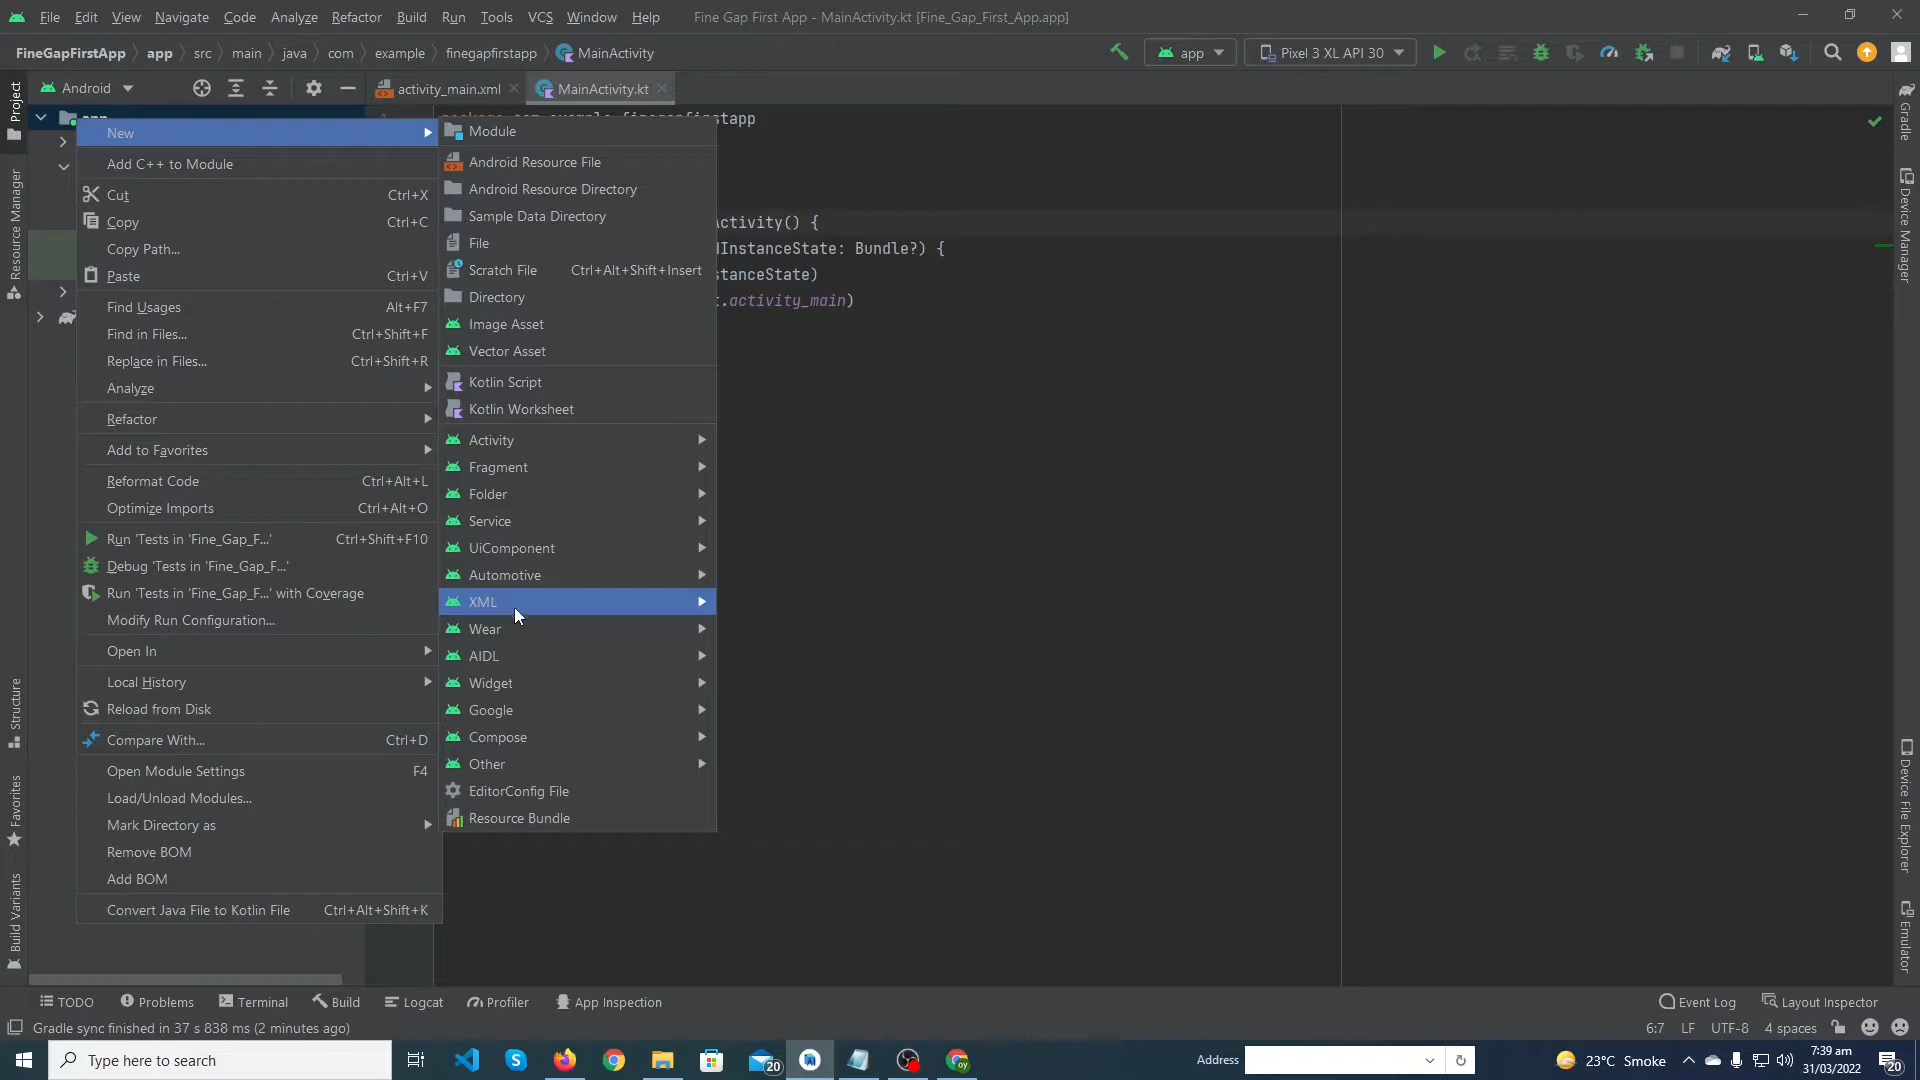 File Edit View Navigate Code Analyze Refactor Build Run Tools VCS Window Help Fine Gap First App - MainActivity.kt [Fine_Gap_First_App.app]
FineGapFirstApp app src main java com example finegapfirstapp MainActivity
app Pixel 3 XL API 30
Android
activity_main.xml MainActivity.kt
Project
Resource Manager
Structure
Favorites
Build Variants
New
Add C++ to Module
Cut Ctrl+X
Copy Ctrl+C
Copy Path...
Paste Ctrl+V
Find Usages Alt+F7
Find in Files... Ctrl+Shift+F
Replace in Files... Ctrl+Shift+R
Analyze
Refactor
Add to Favorites
Reformat Code Ctrl+Alt+L
Optimize Imports Ctrl+Alt+O
Run 'Tests in 'Fine_Gap_F...' Ctrl+Shift+F10
Debug 'Tests in 'Fine_Gap_F...'
Run 'Tests in 'Fine_Gap_F...' with Coverage
Modify Run Configuration...
Open In
Local History
Reload from Disk
Compare With... Ctrl+D
Open Module Settings F4
Load/Unload Modules...
Mark Directory as
Remove BOM
Add BOM
Convert Java File to Kotlin File Ctrl+Alt+Shift+K
Module
Android Resource File
Android Resource Directory
Sample Data Directory
File
Scratch File Ctrl+Alt+Shift+Insert
Directory
Image Asset
Vector Asset
Kotlin Script
Kotlin Worksheet
Activity
Fragment
Folder
Service
UiComponent
Automotive
XML
Wear
AIDL
Widget
Google
Compose
Other
EditorConfig File
Resource Bundle
tapp
ctivity() {
dInstanceState: Bundle?) {
stanceState)
.activity_main)
Gradle
Device Manager
Device File Explorer
Emulator
TODO Problems Terminal Build Logcat Profiler App Inspection Event Log Layout Inspector
Gradle sync finished in 37 s 838 ms (2 minutes ago) 6:7 LF UTF-8 4 spaces
Type here to search 20 Address 23°C Smoke 7:39 am
31/03/2022 20